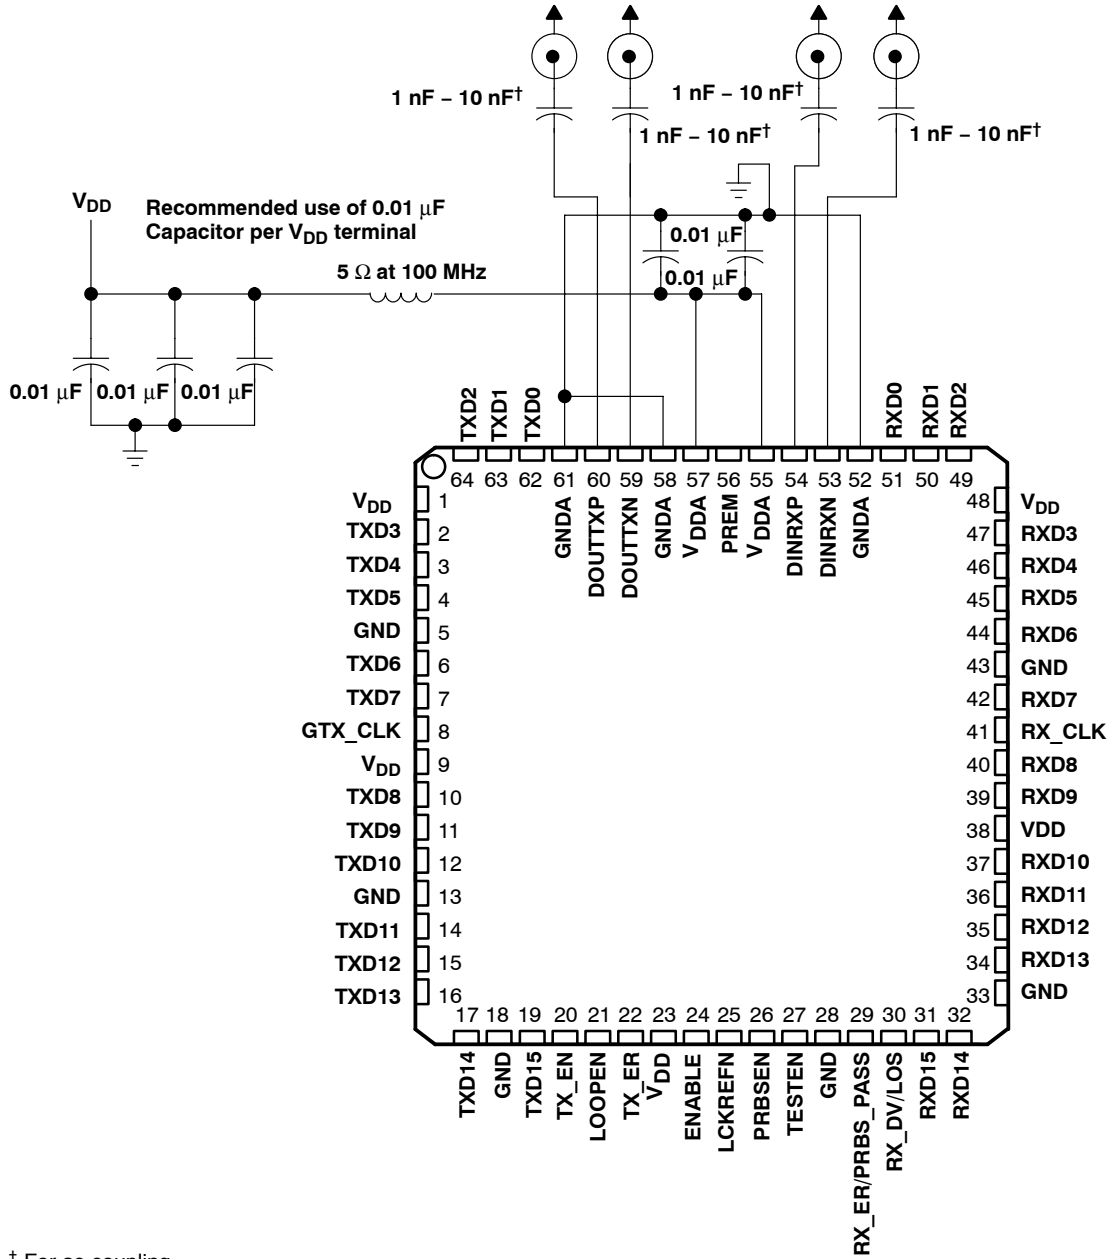 1 nF – 10 nF†
1 nF – 10 nF†
1 nF – 10 nF†
1 nF – 10 nF†
VDD
Recommended use of 0.01 μF
Capacitor per VDD terminal
5 Ω at 100 MHz
0.01 μF
0.01 μF
0.01 μF
0.01 μF
0.01 μF
TXD2
TXD1
TXD0
RXD0
RXD1
RXD2
64 63 62 61 60 59 58 57 56 55 54 53 52 51 50 49
GNDA
DOUTTXP
DOUTTXN
GNDA
VDDA
PREM
VDDA
DINRXP
DINRXN
GNDA
VDD 1
TXD3 2
TXD4 3
TXD5 4
GND 5
TXD6 6
TXD7 7
GTX_CLK 8
VDD 9
TXD8 10
TXD9 11
TXD10 12
GND 13
TXD11 14
TXD12 15
TXD13 16
48 VDD
47 RXD3
46 RXD4
45 RXD5
44 RXD6
43 GND
42 RXD7
41 RX_CLK
40 RXD8
39 RXD9
38 VDD
37 RXD10
36 RXD11
35 RXD12
34 RXD13
33 GND
17 18 19 20 21 22 23 24 25 26 27 28 29 30 31 32
TXD14
GND
TXD15
TX_EN
LOOPEN
TX_ER
VDD
ENABLE
LCKREFN
PRBSEN
TESTEN
GND
RX_ER/PRBS_PASS
RX_DV/LOS
RXD15
RXD14
† For ac coupling